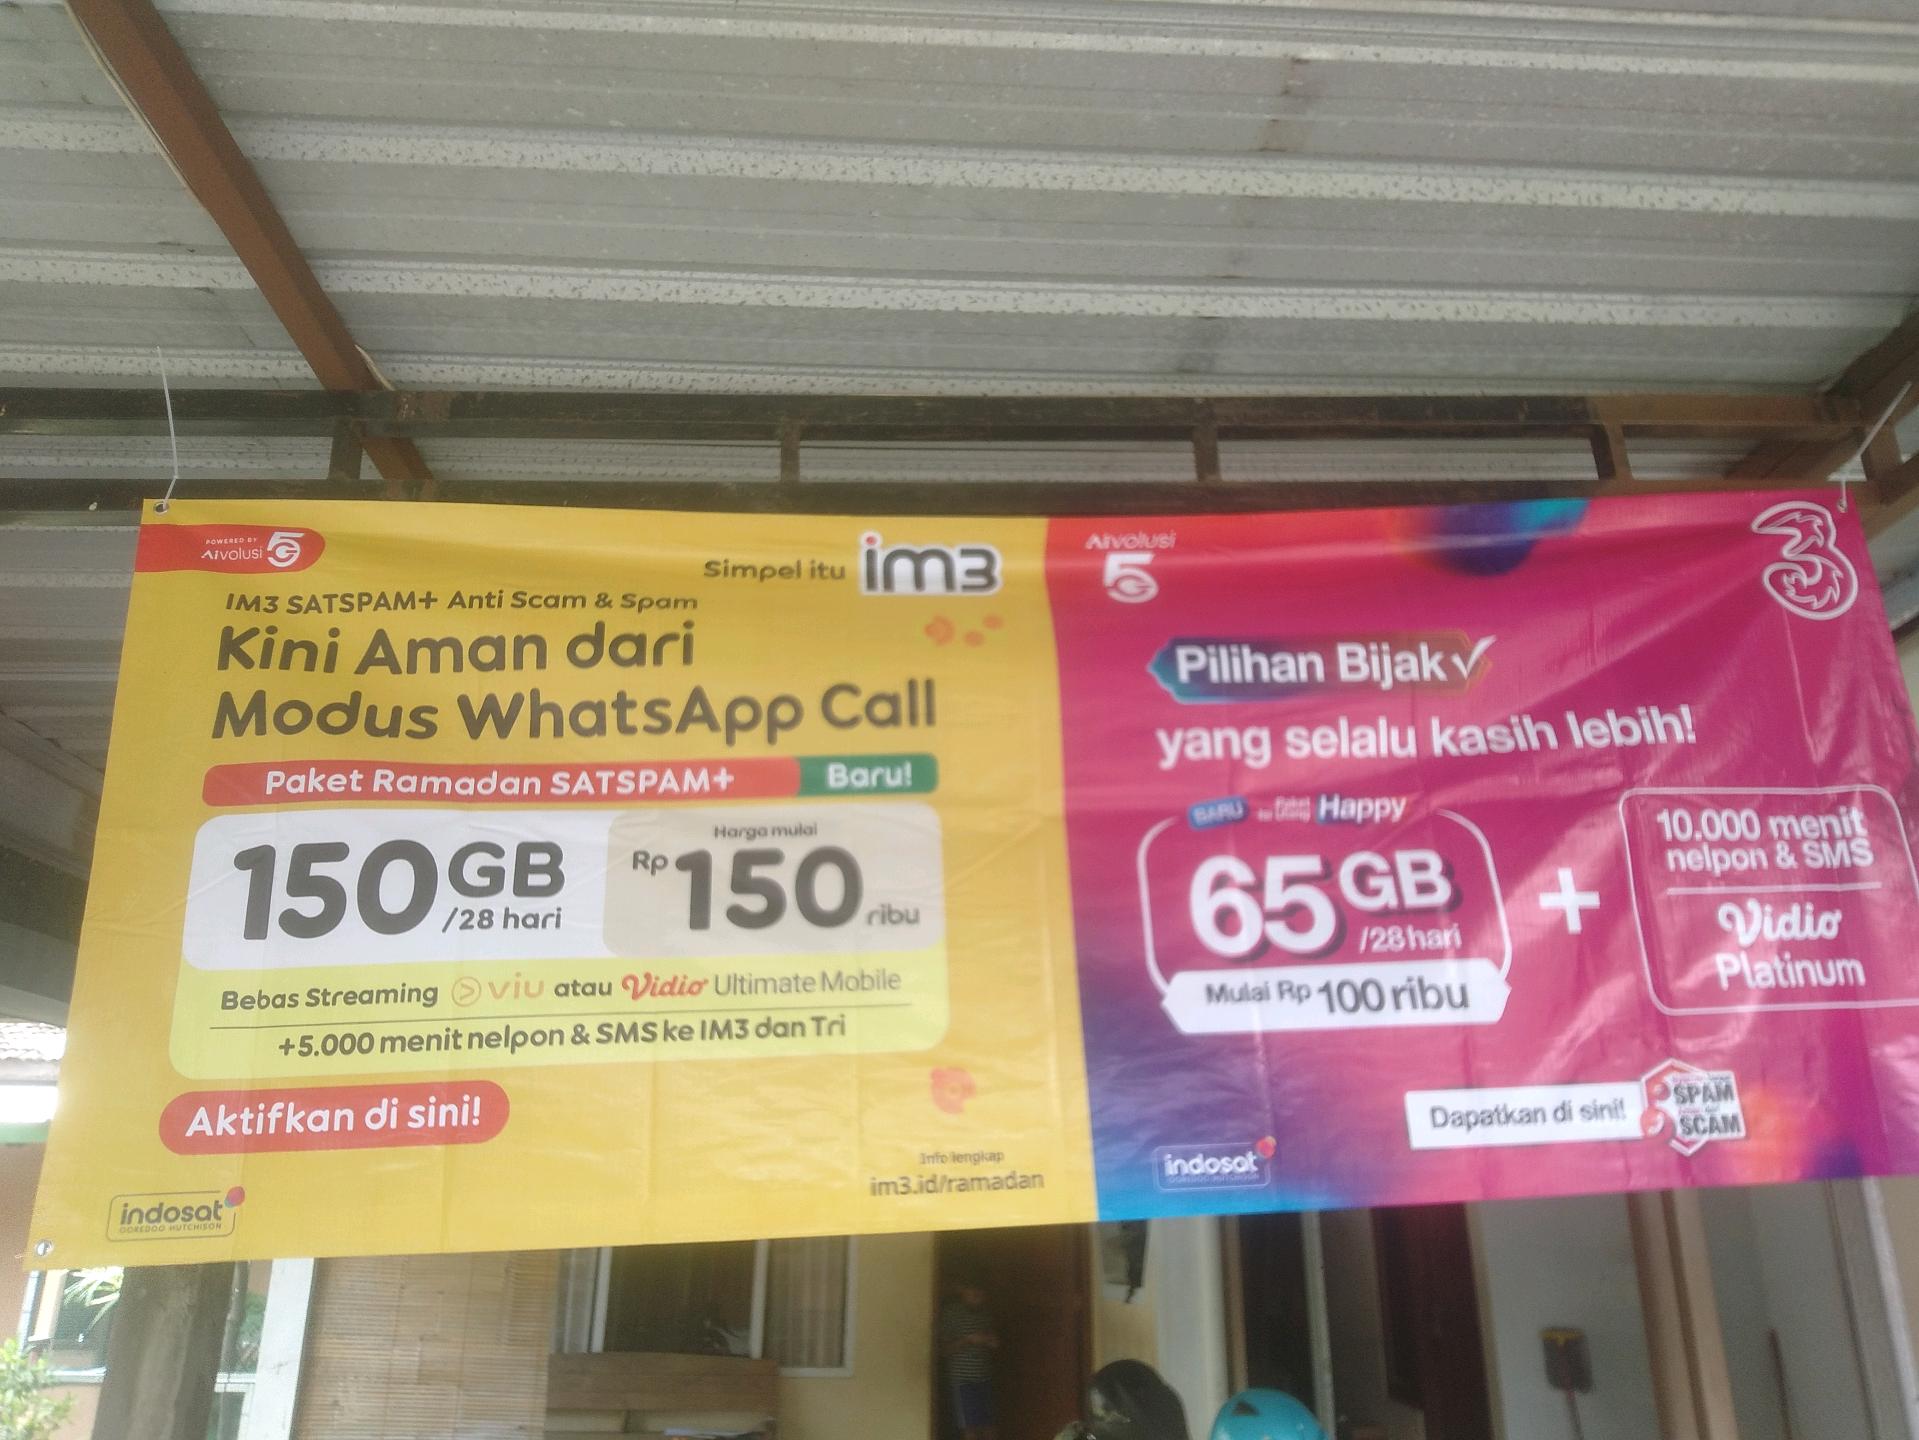 POWERED BY
AIvolusi 5G
Simpel itu im3
IM3 SATSPAM+ Anti Scam & Spam
Kini Aman dari
Modus WhatsApp Call
Paket Ramadan SATSPAM+ Baru!
150GB
/28 hari
Harga mulai
Rp 150 ribu
Bebas Streaming viu atau Vidio Ultimate Mobile
+5.000 menit nelpon & SMS ke IM3 dan Tri
Aktifkan di sini!
Info lengkap
im3.id/ramadan
indosat
OOREDOO HUTCHISON
AIvolusi
5G
3
Pilihan Bijak
yang selalu kasih lebih!
BARU Happy
65GB
/28 hari
Mulai Rp 100 ribu
+
10.000 menit
nelpon & SMS
Vidio
Platinum
Dapatkan di sini!
SPAM
SCAM
indosat
OOREDOO HUTCHISON